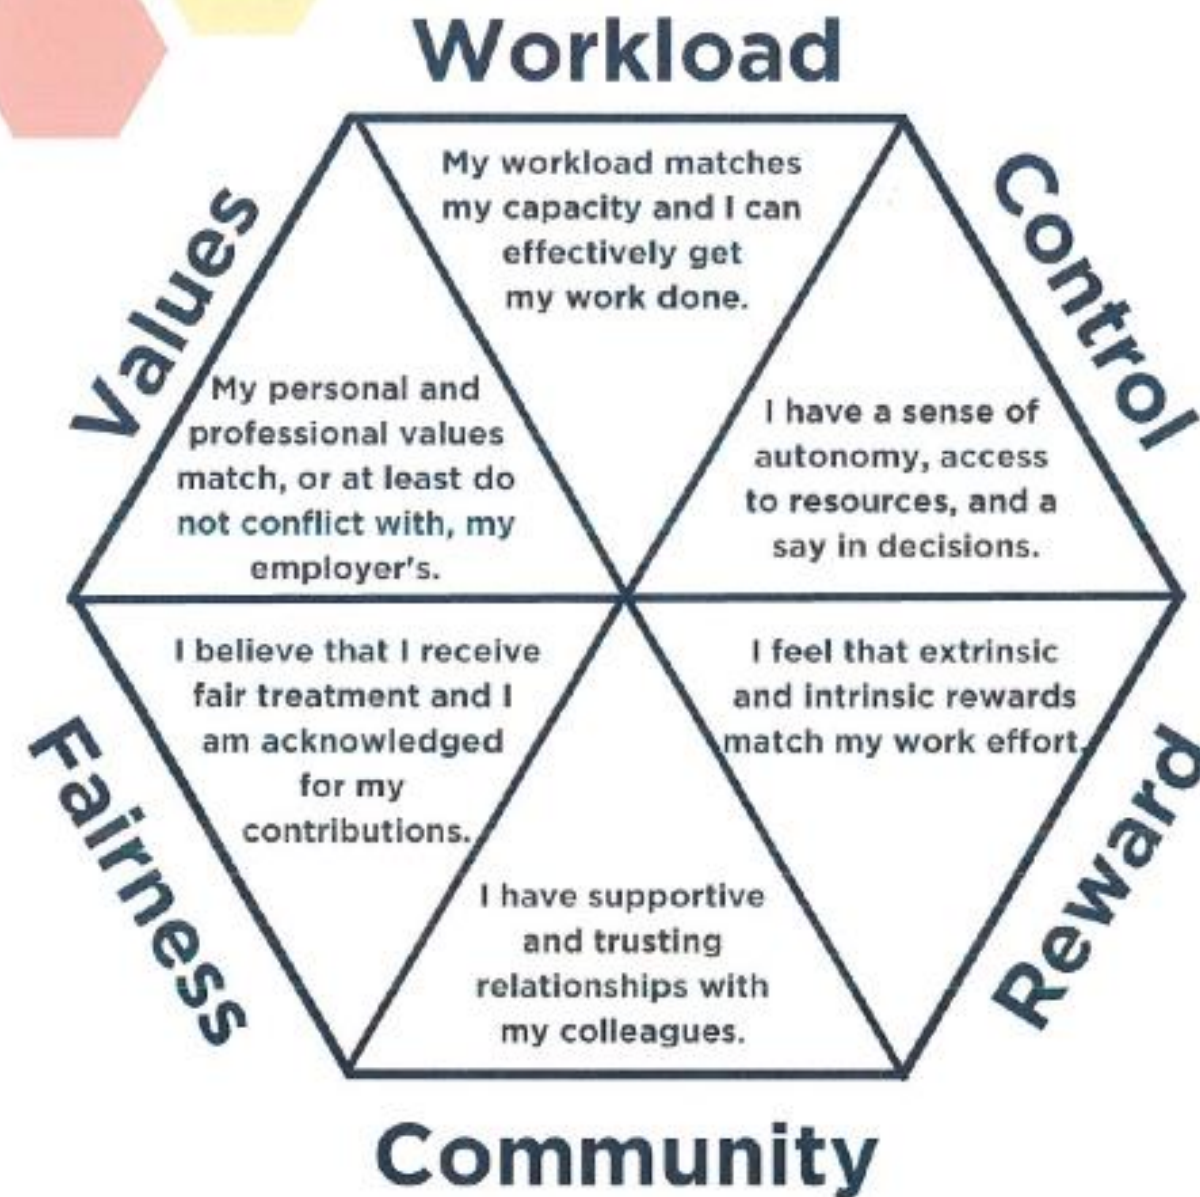 Workload
My workload matches
my capacity and I can
effectively get
my work done.
Control
I have a sense of
autonomy, access
to resources, and a
say in decisions.
Reward
I feel that extrinsic
and intrinsic rewards
match my work effort.
Community
I have supportive
and trusting
relationships with
my colleagues.
Fairness
I believe that I receive
fair treatment and I
am acknowledged
for my
contributions.
Values
My personal and
professional values
match, or at least do
not conflict with, my
employer's.